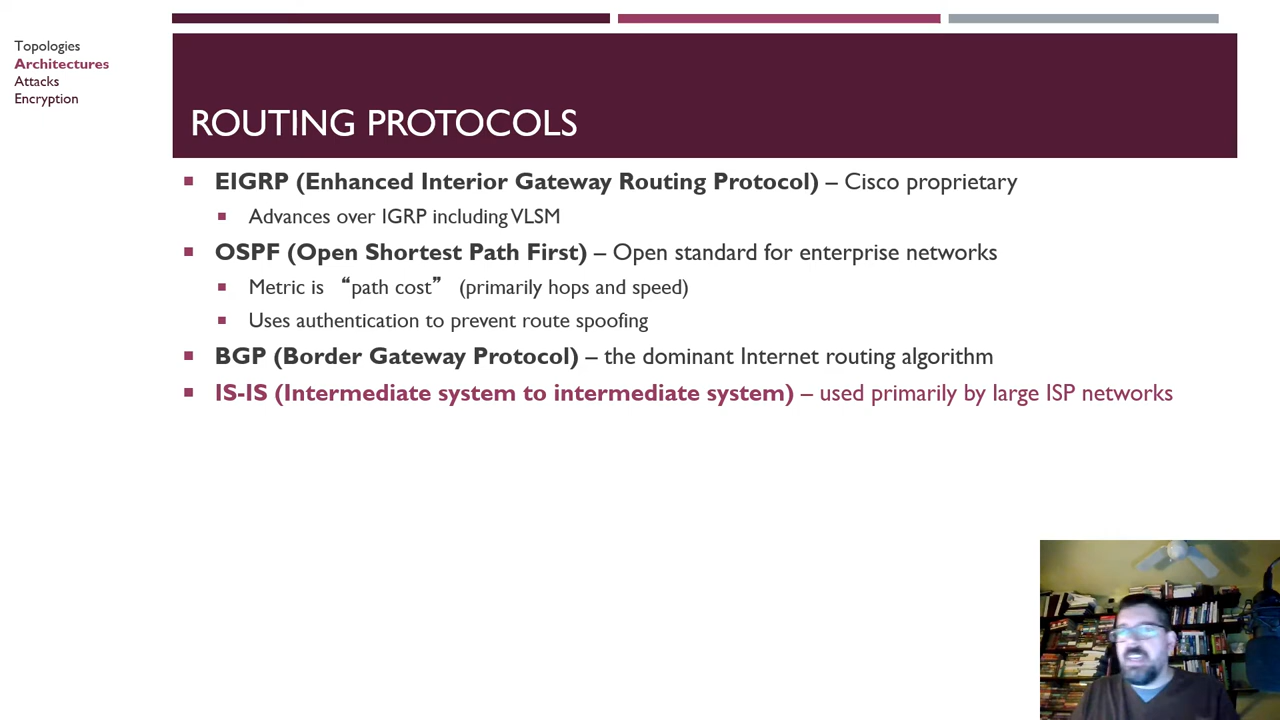 Topologies
Architectures
Attacks
Encryption
ROUTING PROTOCOLS
EIGRP (Enhanced Interior Gateway Routing Protocol) – Cisco proprietary
Advances over IGRP including VLSM
OSPF (Open Shortest Path First) – Open standard for enterprise networks
Metric is “path cost” (primarily hops and speed)
Uses authentication to prevent route spoofing
BGP (Border Gateway Protocol) – the dominant Internet routing algorithm
IS-IS (Intermediate system to intermediate system) – used primarily by large ISP networks